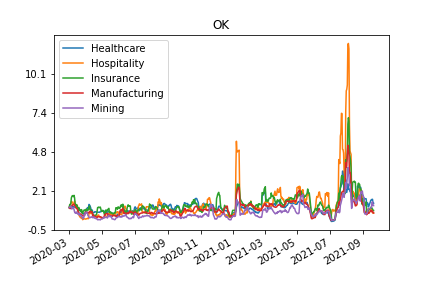 OK
Healthcare
Hospitality
Insurance
Manufacturing
Mining
10.1
7.4
4.8
2.1
-0.5
2020-03
2020-05
2020-07
2020-09
2020-11
2021-01
2021-03
2021-05
2021-07
2021-09